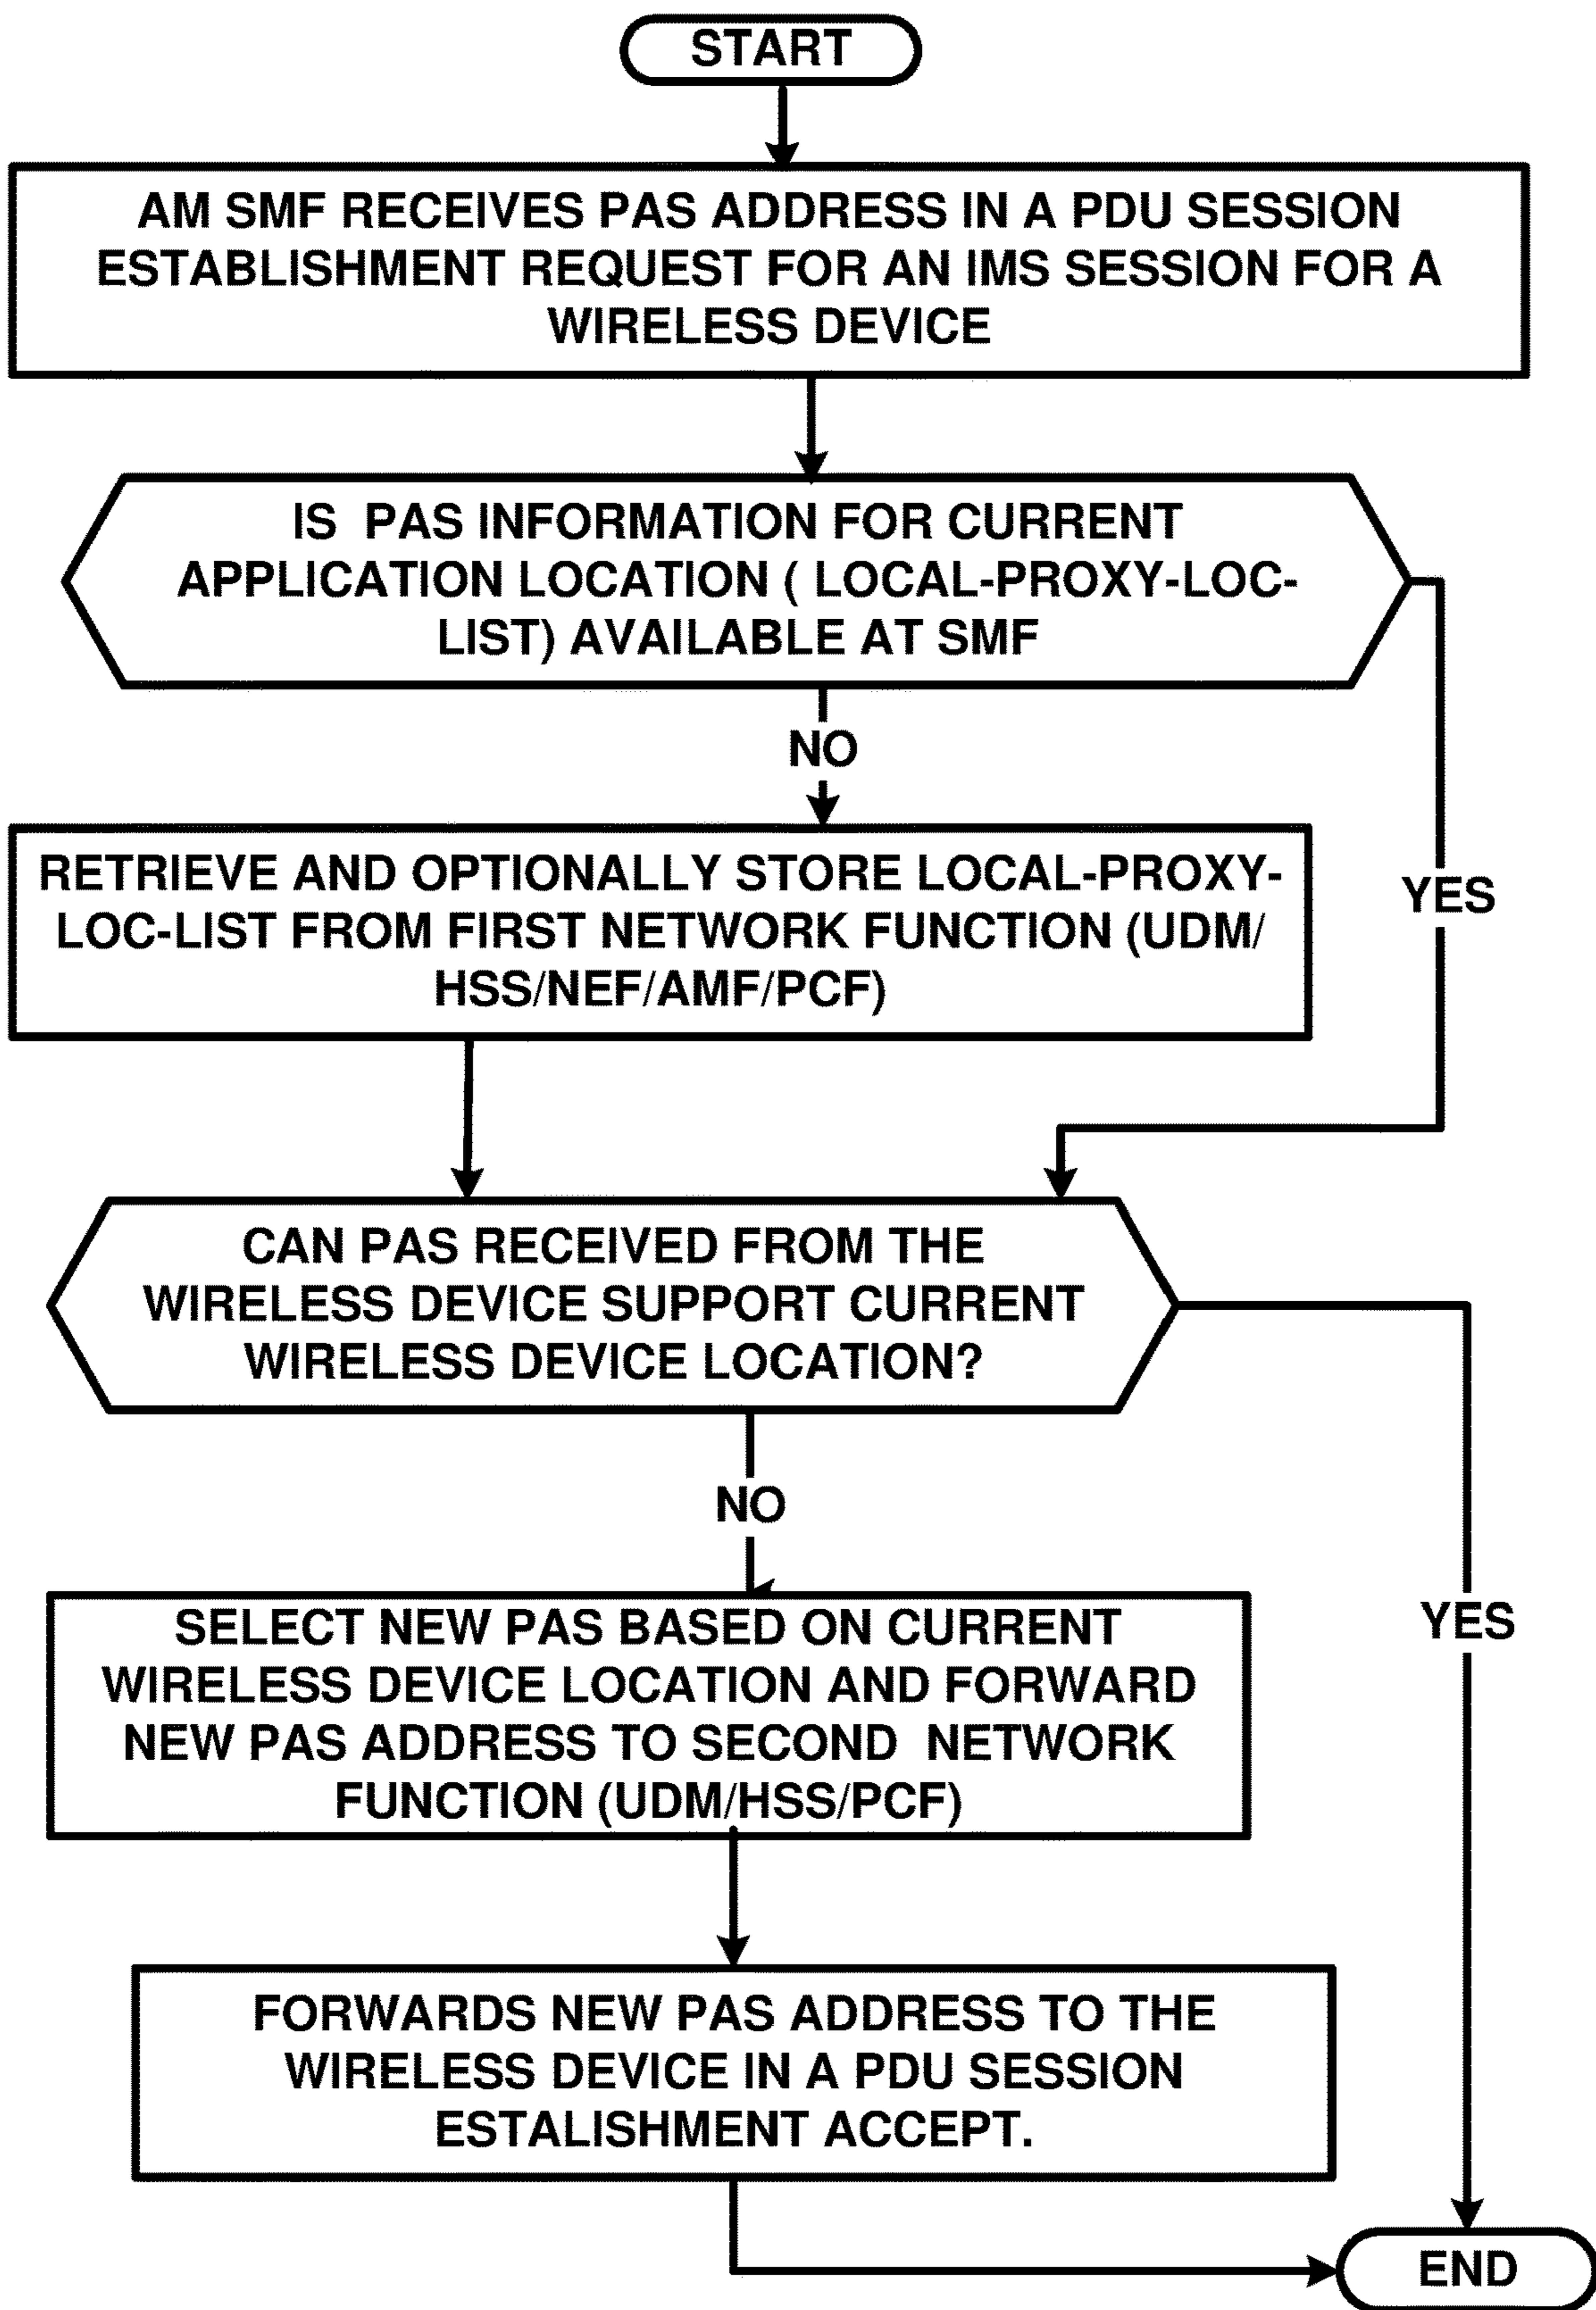 START
AM SMF RECEIVES PAS ADDRESS IN A PDU SESSION
ESTABLISHMENT REQUEST FOR AN IMS SESSION FOR A
WIRELESS DEVICE
IS PAS INFORMATION FOR CURRENT
APPLICATION LOCATION ( LOCAL-PROXY-LOC-
LIST) AVAILABLE AT SMF
NO
RETRIEVE AND OPTIONALLY STORE LOCAL-PROXY-
LOC-LIST FROM FIRST NETWORK FUNCTION (UDM/
HSS/NEF/AMF/PCF)
YES
CAN PAS RECEIVED FROM THE
WIRELESS DEVICE SUPPORT CURRENT
WIRELESS DEVICE LOCATION?
NO
SELECT NEW PAS BASED ON CURRENT
WIRELESS DEVICE LOCATION AND FORWARD
NEW PAS ADDRESS TO SECOND NETWORK
FUNCTION (UDM/HSS/PCF)
YES
FORWARDS NEW PAS ADDRESS TO THE
WIRELESS DEVICE IN A PDU SESSION
ESTALISHMENT ACCEPT.
END